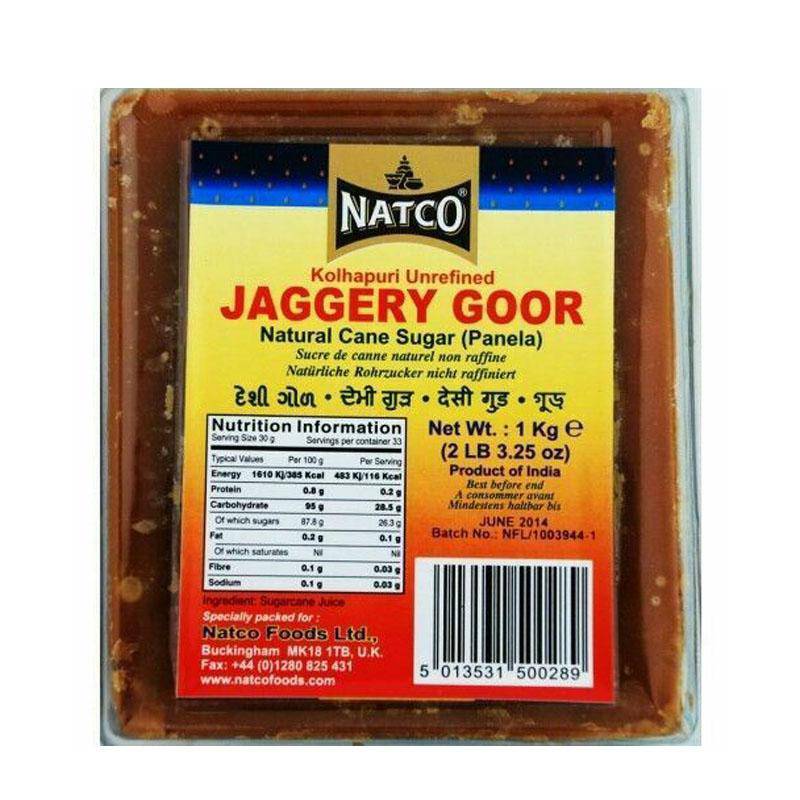 NATCO®
Kolhapuri Unrefined
JAGGERY GOOR
Natural Cane Sugar (Panela)
Sucre de canne naturel non raffine
Natürliche Rohrzucker nicht raffiniert
દેશી ગોળ • ਦੇਸੀ ਗੁੜ • देसी गुड • গুড়
Nutrition Information
Serving Size 30 g Servings per container 33
Typical Values Per 100 g Per Serving
Energy 1610 Kj/385 Kcal 483 Kj/116 Kcal
Protein 0.8 g 0.2 g
Carbohydrate 95 g 28.5 g
Of which sugars 87.8 g 26.3 g
Fat 0.2 g 0.1 g
Of which saturates Nil Nil
Fibre 0.1 g 0.03 g
Sodium 0.1 g 0.03 g
Ingredient: Sugarcane Juice
Specially packed for :
Natco Foods Ltd.,
Buckingham MK18 1TB, U.K.
Fax: +44 (0)1280 825 431
www.natcofoods.com
Net Wt. : 1 Kg ℮
(2 LB 3.25 oz)
Product of India
Best before end
A consommer avant
Mindestens haltbar bis
JUNE 2014
Batch No.: NFL/1003944-1
5 013531 500289